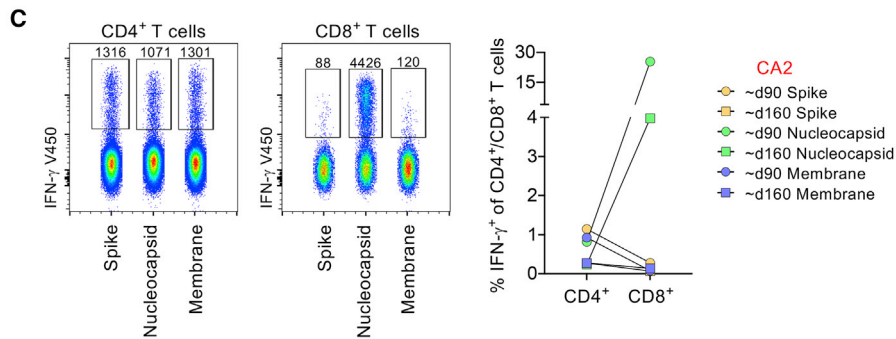 C
CD4⁺ T cells
1316 1071 1301
IFN-γ V450
Spike
Nucleocapsid
Membrane
CD8⁺ T cells
88 4426 120
IFN-γ V450
Spike
Nucleocapsid
Membrane
% IFN-γ⁺ of CD4⁺/CD8⁺ T cells
30
15
4
3
2
1
0
CD4⁺ CD8⁺
CA2
~d90 Spike
~d160 Spike
~d90 Nucleocapsid
~d160 Nucleocapsid
~d90 Membrane
~d160 Membrane